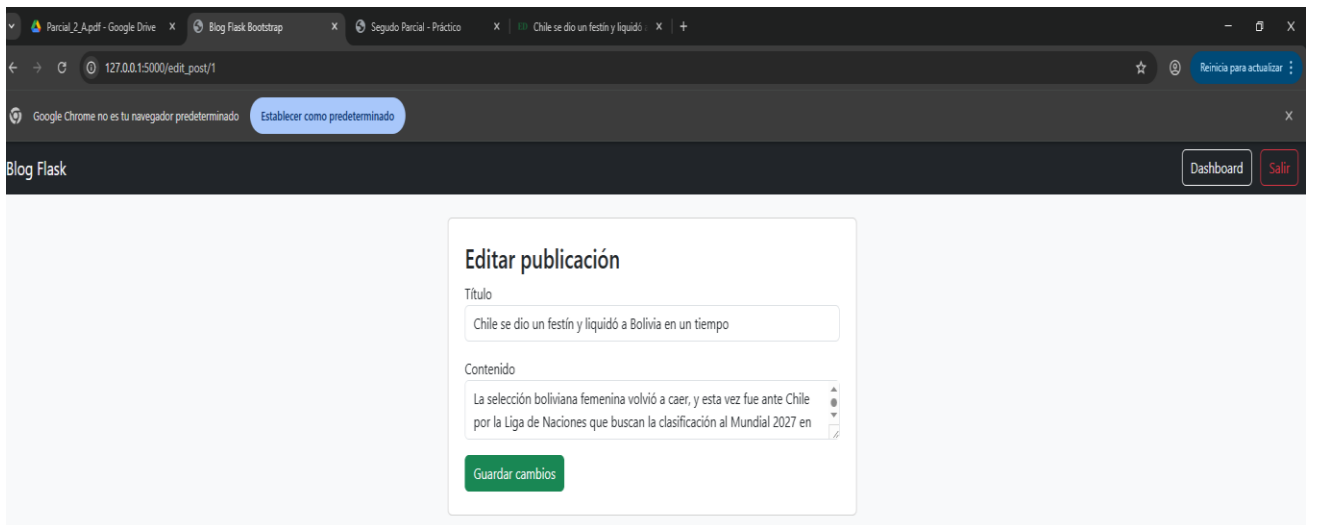 Parcial_2_A.pdf - Google Drive
Blog Flask Bootstrap
Segudo Parcial - Práctico
Chile se dio un festín y liquidó a
127.0.0.1:5000/edit_post/1
Reinicia para actualizar
Google Chrome no es tu navegador predeterminado
Establecer como predeterminado
Blog Flask
Dashboard
Salir
Editar publicación
Título
Chile se dio un festín y liquidó a Bolivia en un tiempo
Contenido
La selección boliviana femenina volvió a caer, y esta vez fue ante Chile
por la Liga de Naciones que buscan la clasificación al Mundial 2027 en
Guardar cambios